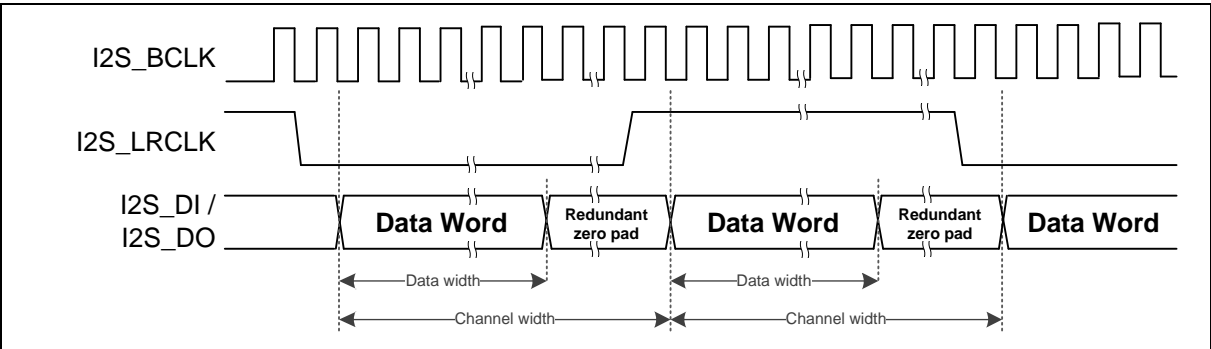 I2S_BCLK
I2S_LRCLK
I2S_DI /
I2S_DO
Data Word
Redundant
zero pad
Data Word
Redundant
zero pad
Data Word
Data width
Data width
Channel width
Channel width